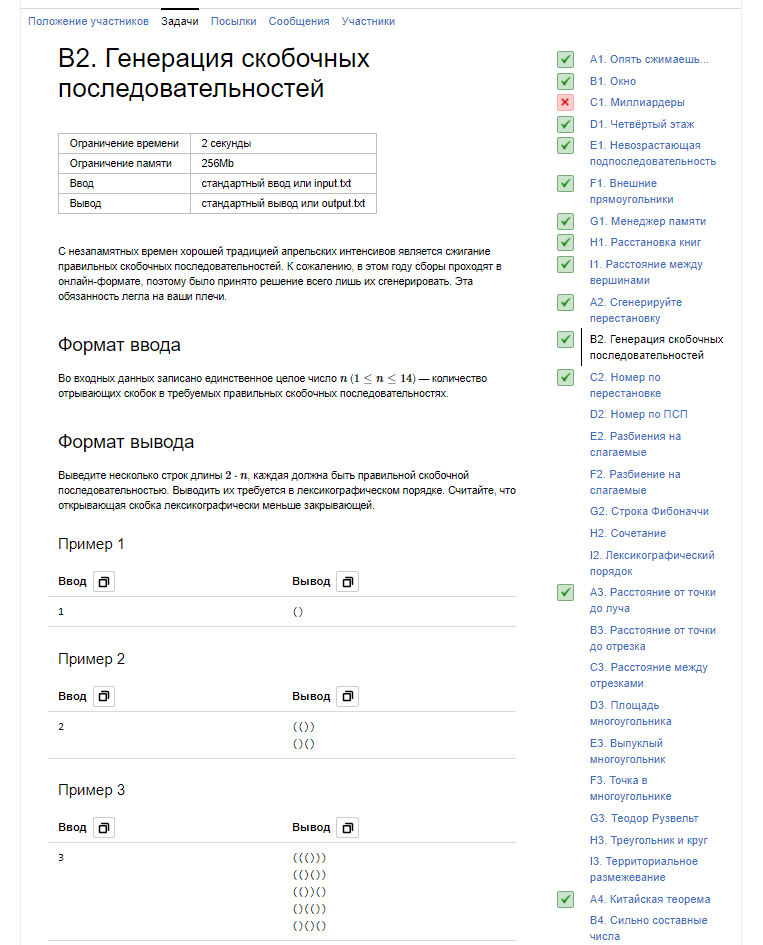 Положение участников Задачи Посылки Сообщения Участники
B2. Генерация скобочных
последовательностей
Ограничение времени 2 секунды
Ограничение памяти 256Mb
Ввод стандартный ввод или input.txt
Вывод стандартный вывод или output.txt
С незапамятных времен хорошей традицией апрельских интенсивов является сжигание
правильных скобочных последовательностей. К сожалению, в этом году сборы проходят в
онлайн-формате, поэтому было принято решение всего лишь их сгенерировать. Эта
обязанность легла на ваши плечи.
Формат ввода
Во входных данных записано единственное целое число n (1 ≤ n ≤ 14) — количество
отрывающих скобок в требуемых правильных скобочных последовательностях.
Формат вывода
Выведите несколько строк длины 2 · n, каждая должна быть правильной скобочной
последовательностью. Выводить их требуется в лексикографическом порядке. Считайте, что
открывающая скобка лексикографически меньше закрывающей.
Пример 1
Ввод Вывод
1 ()
Пример 2
Ввод Вывод
2 (())
()()
Пример 3
Ввод Вывод
3 ((()))
(()())
(())()
()(())
()()()
A1. Опять сжимаешь...
B1. Окно
C1. Миллиардеры
D1. Четвёртый этаж
E1. Невозрастающая
подпоследовательность
F1. Внешние
прямоугольники
G1. Менеджер памяти
H1. Расстановка книг
I1. Расстояние между
вершинами
A2. Сгенерируйте
перестановку
B2. Генерация скобочных
последовательностей
C2. Номер по
перестановке
D2. Номер по ПСП
E2. Разбиения на
слагаемые
F2. Разбиение на
слагаемые
G2. Строка Фибоначчи
H2. Сочетание
I2. Лексикографический
порядок
A3. Расстояние от точки
до луча
B3. Расстояние от точки
до отрезка
C3. Расстояние между
отрезками
D3. Площадь
многоугольника
E3. Выпуклый
многоугольник
F3. Точка в
многоугольнике
G3. Теодор Рузвельт
H3. Треугольник и круг
I3. Территориальное
размежевание
A4. Китайская теорема
B4. Сильно составные
числа